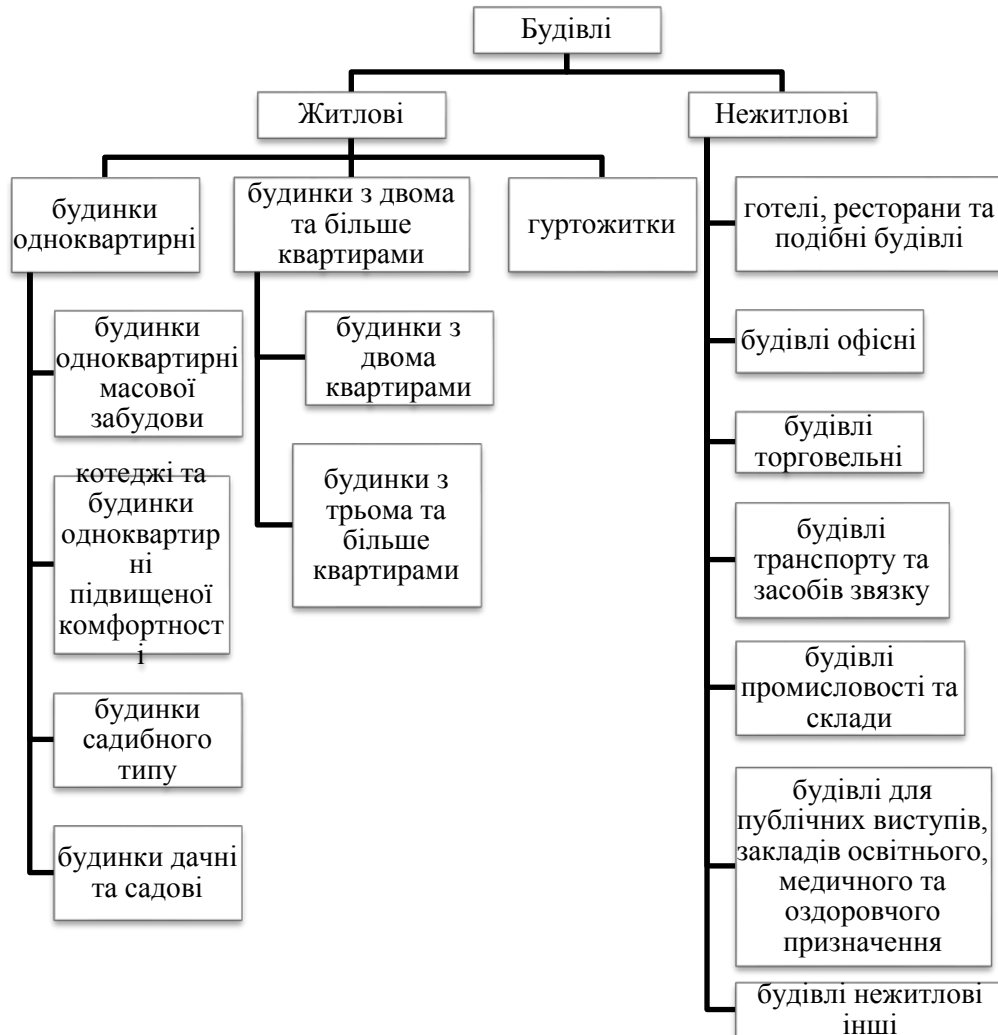 Будівлі
Житлові
Нежитлові
будинки
одноквартирні
будинки з двома
та більше
квартирами
гуртожитки
готелі, ресторани та
подібні будівлі
будинки
одноквартирні
масової
забудови
будинки з
двома
квартирами
будівлі офісні
будівлі
торговельні
котеджі та
будинки
одноквартир
ні
підвищеної
комфортност
і
будинки з
трьома та
більше
квартирами
будівлі
транспорту та
засобів звязку
будівлі
промисловості та
склади
будинки
садибного
типу
будівлі для
публічних виступів,
закладів освітнього,
медичного та
оздоровчого
призначення
будинки дачні
та садові
будівлі нежитлові
інші